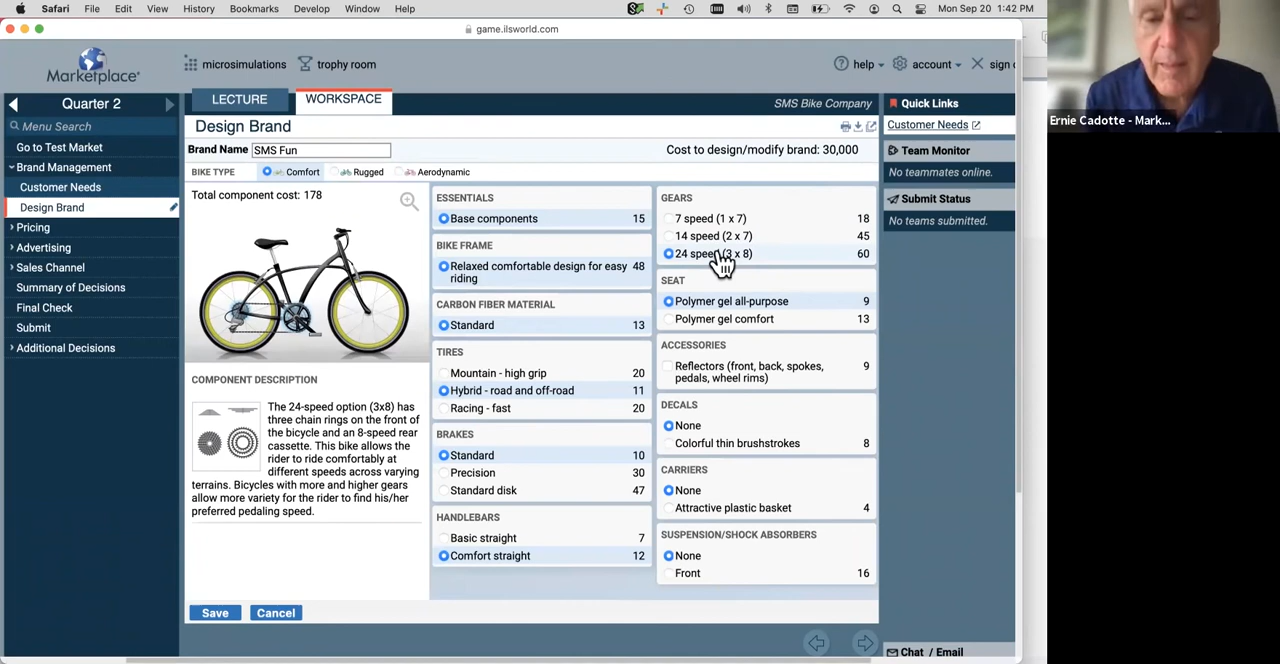 Safari File Edit View History Bookmarks Develop Window Help
Mon Sep 20 1:42 PM
game.ilsworld.com
Marketplace®
microsimulations trophy room
help account sign
Quarter 2
Menu Search
Go to Test Market
Brand Management
Customer Needs
Design Brand
Pricing
Advertising
Sales Channel
Summary of Decisions
Final Check
Submit
Additional Decisions
LECTURE WORKSPACE SMS Bike Company
Design Brand
Brand Name SMS Fun Cost to design/modify brand: 30,000
BIKE TYPE Comfort Rugged Aerodynamic
Total component cost: 178
COMPONENT DESCRIPTION
The 24-speed option (3x8) has
three chain rings on the front of
the bicycle and an 8-speed rear
cassette. This bike allows the
rider to ride comfortably at
different speeds across varying
terrains. Bicycles with more and higher gears
allow more variety for the rider to find his/her
preferred pedaling speed.
ESSENTIALS
Base components 15
BIKE FRAME
Relaxed comfortable design for easy 48
riding
CARBON FIBER MATERIAL
Standard 13
TIRES
Mountain - high grip 20
Hybrid - road and off-road 11
Racing - fast 20
BRAKES
Standard 10
Precision 30
Standard disk 47
HANDLEBARS
Basic straight 7
Comfort straight 12
GEARS
7 speed (1 x 7) 18
14 speed (2 x 7) 45
24 speed (3 x 8) 60
SEAT
Polymer gel all-purpose 9
Polymer gel comfort 13
ACCESSORIES
Reflectors (front, back, spokes, 9
pedals, wheel rims)
DECALS
None
Colorful thin brushstrokes 8
CARRIERS
None
Attractive plastic basket 4
SUSPENSION/SHOCK ABSORBERS
None
Front 16
Save Cancel
Quick Links
Customer Needs
Team Monitor
No teammates online.
Submit Status
No teams submitted.
Chat / Email
Ernie Cadotte - Mark...